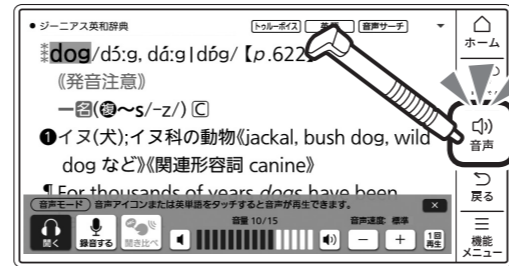 ● ジーニアス英和辞典 トゥルーボイス 音声サーチ
dog/dɔ́ːg, dɑ́ːg|dɔ́g/【p.622
《発音注意》
―名(複〜s/-z/) C
❶イヌ(犬);イヌ科の動物《jackal, bush dog, wild
dog など》《関連形容詞 canine》
¶ For thousands of years dogs have been
音声モード 音声アイコンまたは英単語をタッチすると音声が再生できます。 ×
聞く 録音する 聞き比べ 音量 10/15 音声速度: 標準 − + 1回再生
ホーム
音声
戻る
機能
メニュー